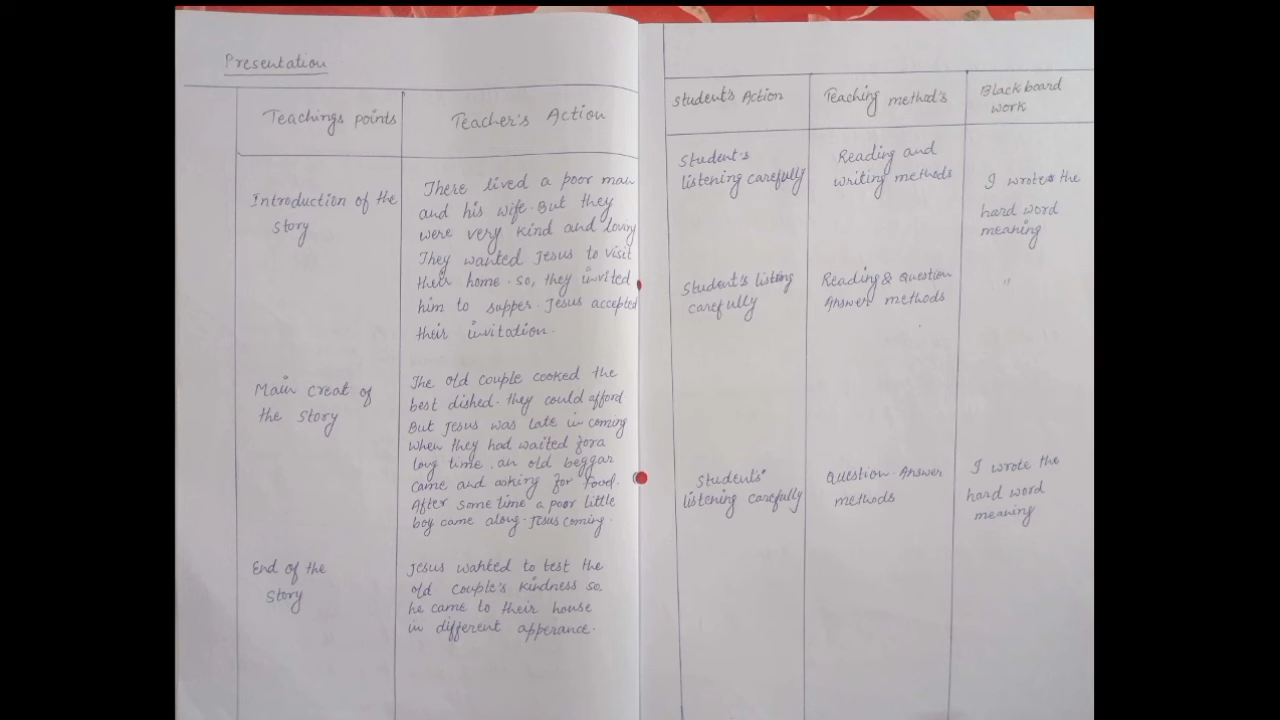 Presentation
Teachings points
Teacher's Action
Introduction of the
story
There lived a poor man
and his wife. But they
were very kind and loving
They wanted Jesus to visit
their home. so, they invited
him to supper. Jesus accepted
their invitation.
Main creat of
the story
The old couple cooked the
best dished. they could afford
But Jesus was late in coming
when they had waited for a
long time. an old beggar
came and asking for food.
After some time a poor little
boy came along. Jesus coming.
End of the
story
Jesus wanted to test the
old couple's kindness so.
he came to their house
in different apperance.
Student's Action
Teaching method's
Blackboard
work
Student's
listening carefully
Reading and
writing methods
I wrote the
hard word
meaning
Student's listing
carefully
Reading & Question
Answer methods
"
Students'
listening carefully
Question-Answer
methods
I wrote the
hard word
meaning